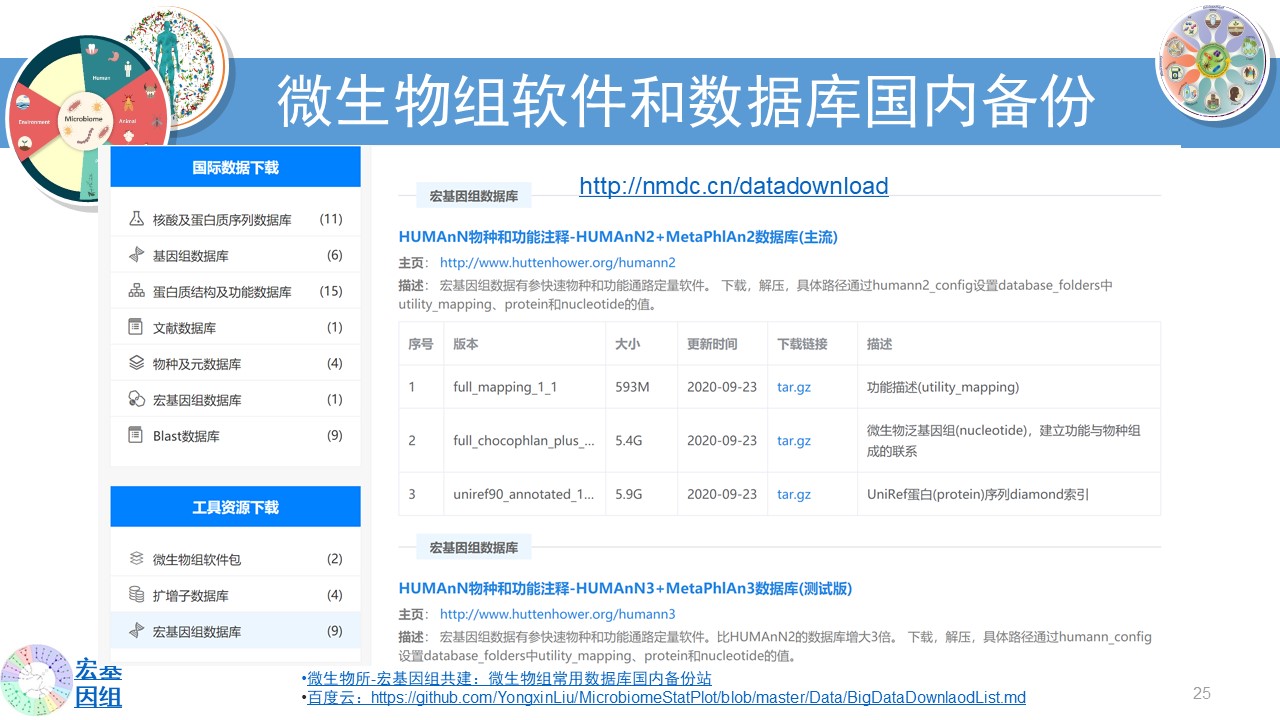 微生物组软件和数据库国内备份
Human
Microbiome
Environment
Animal
国际数据下载
核酸及蛋白质序列数据库 (11)
基因组数据库 (6)
蛋白质结构及功能数据库 (15)
文献数据库 (1)
物种及元数据库 (4)
宏基因组数据库 (1)
Blast数据库 (9)
工具资源下载
微生物组软件包 (2)
扩增子数据库 (4)
宏基因组数据库 (9)
http://nmdc.cn/datadownload
宏基因组数据库
HUMAnN物种和功能注释-HUMAnN2+MetaPhlAn2数据库(主流)
主页： http://www.huttenhower.org/humann2
描述： 宏基因组数据有参快速物种和功能通路定量软件。 下载，解压，具体路径通过humann2_config设置database_folders中
utility_mapping、protein和nucleotide的值。
序号 版本 大小 更新时间 下载链接 描述
1 full_mapping_1_1 593M 2020-09-23 tar.gz 功能描述(utility_mapping)
2 full_chocophlan_plus_... 5.4G 2020-09-23 tar.gz 微生物泛基因组(nucleotide)，建立功能与物种组
成的联系
3 uniref90_annotated_1... 5.9G 2020-09-23 tar.gz UniRef蛋白(protein)序列diamond索引
宏基因组数据库
HUMAnN物种和功能注释-HUMAnN3+MetaPhlAn3数据库(测试版)
主页： http://www.huttenhower.org/humann3
描述： 宏基因组数据有参快速物种和功能通路定量软件。比HUMAnN2的数据库增大3倍。 下载，解压，具体路径通过humann_config
设置database_folders中utility_mapping、protein和nucleotide的值。
宏基
因组
•微生物所-宏基因组共建：微生物组常用数据库国内备份站
•百度云：https://github.com/YongxinLiu/MicrobiomeStatPlot/blob/master/Data/BigDataDownlaodList.md
25